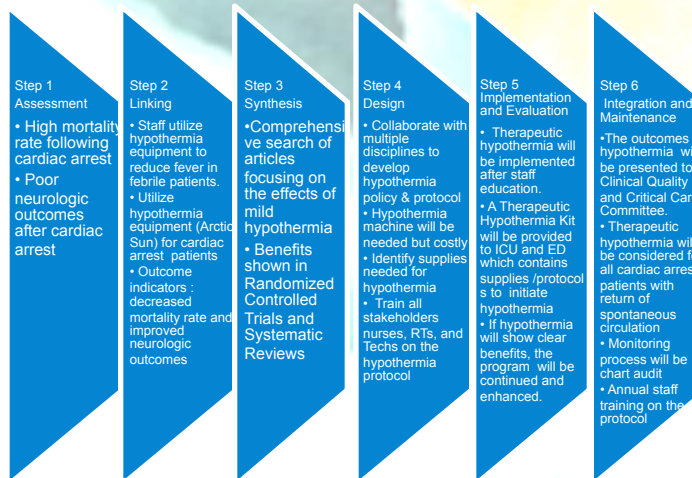 Step 1
Assessment
• High mortality
rate following
cardiac arrest
• Poor
neurologic
outcomes
after cardiac
arrest
Step 2
Linking
• Staff utilize
hypothermia
equipment to
reduce fever in
febrile patients.
• Utilize
hypothermia
equipment (Arctic
Sun) for cardiac
arrest patients
• Outcome
indicators :
decreased
mortality rate and
improved
neurologic
outcomes
Step 3
Synthesis
•Comprehensi
ve search of
articles
focusing on
the effects of
mild
hypothermia
• Benefits
shown in
Randomized
Controlled
Trials and
Systematic
Reviews
Step 4
Design
• Collaborate with
multiple
disciplines to
develop
hypothermia
policy & protocol
• Hypothermia
machine will be
needed but costly
• Identify supplies
needed for
hypothermia
• Train all
stakeholders
nurses, RTs, and
Techs on the
hypothermia
protocol
Step 5
Implementation
and Evaluation
• Therapeutic
hypothermia will
be implemented
after staff
education.
• A Therapeutic
Hypothermia Kit
will be provided
to ICU and ED
which contains
supplies /protocol
s to initiate
hypothermia
• If hypothermia
will show clear
benefits, the
program will be
continued and
enhanced.
Step 6
Integration and
Maintenance
•The outcomes
hypothermia wi
be presented to
Clinical Quality
and Critical Car
Committee.
• Therapeutic
hypothermia will
be considered f
all cardiac arres
patients with
return of
spontaneous
circulation
• Monitoring
process will be
chart audit
• Annual staff
training on the
protocol